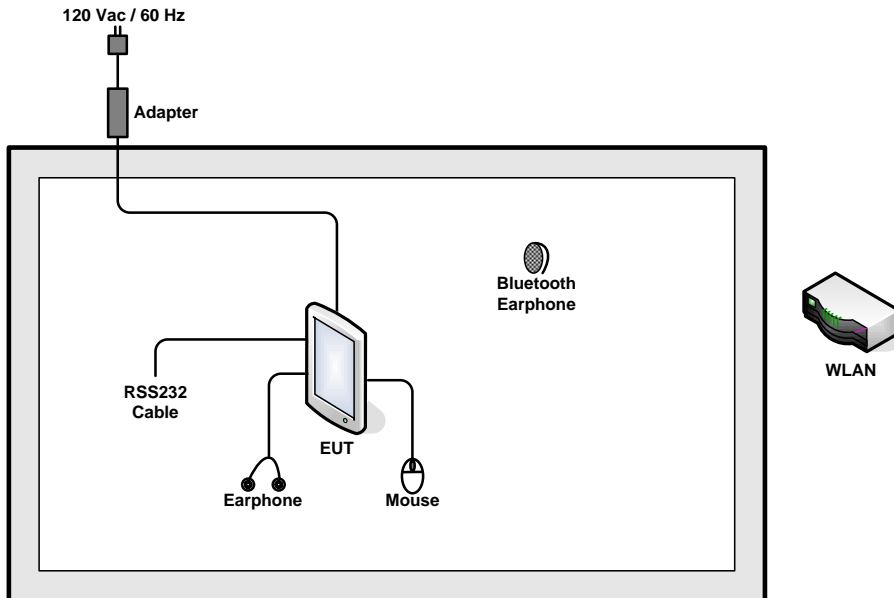 120 Vac / 60 Hz
Adapter
Bluetooth
Earphone
WLAN
RSS232
Cable
EUT
Earphone
Mouse